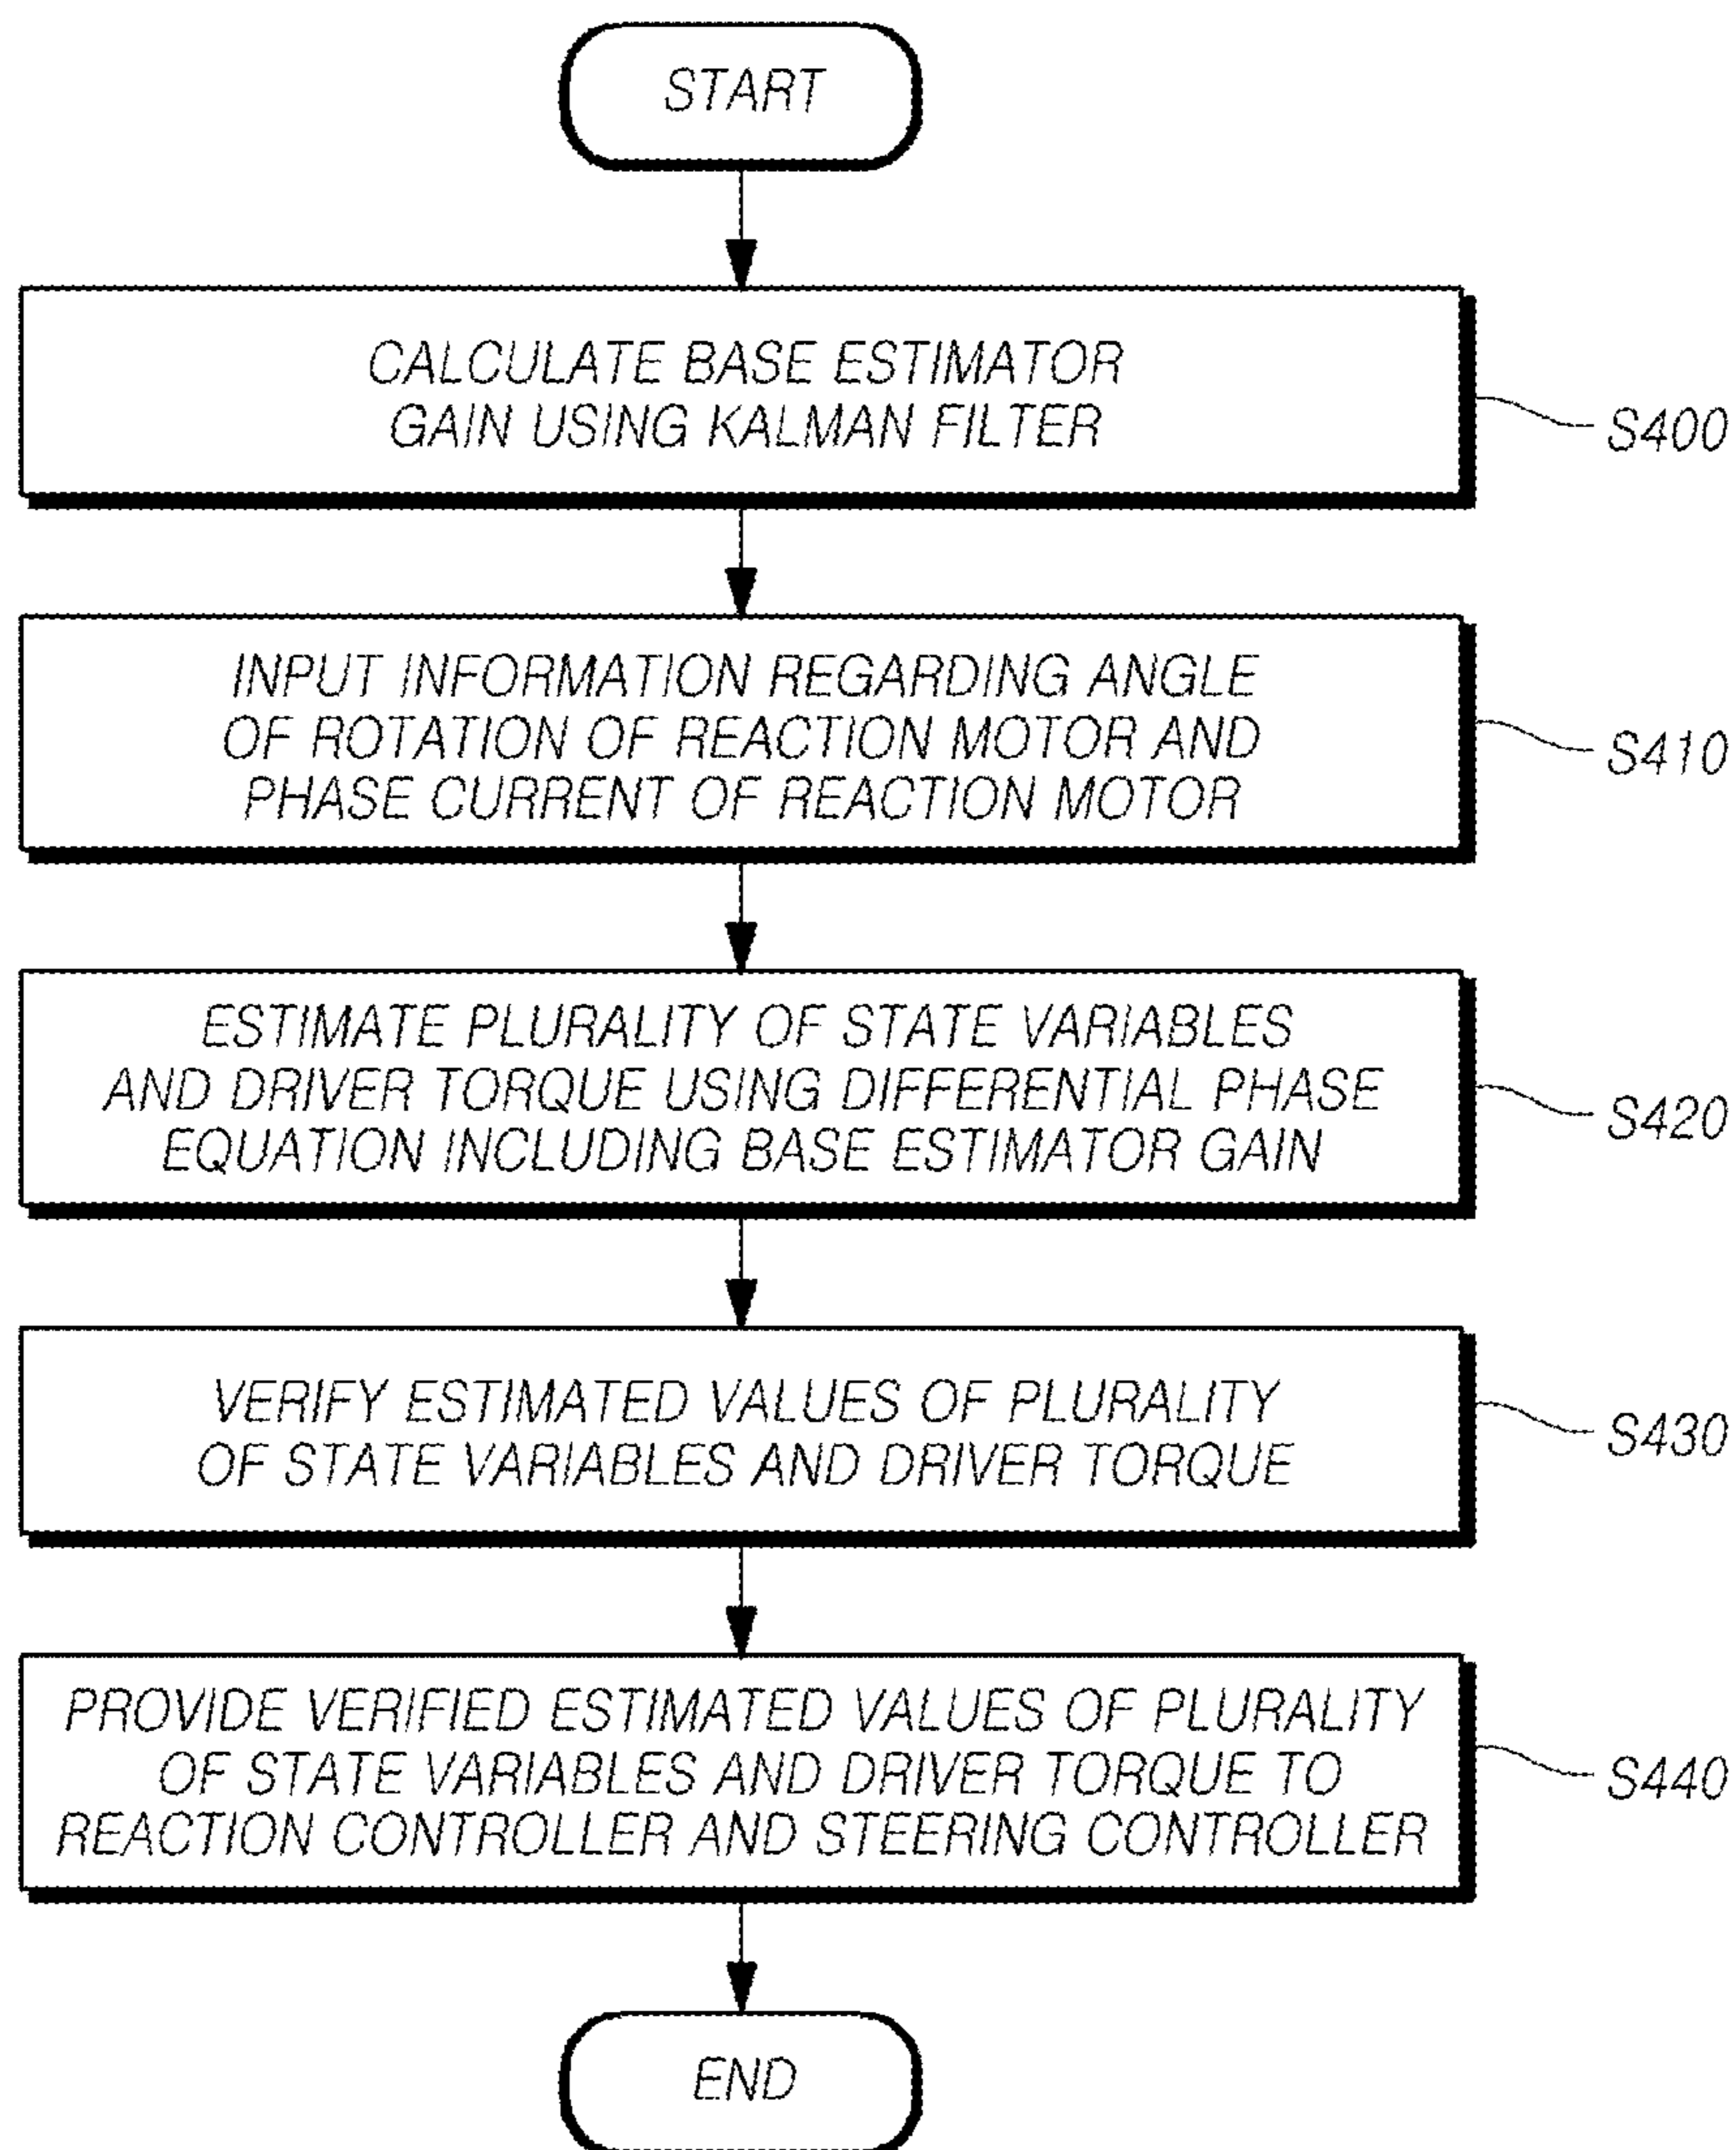 START
CALCULATE BASE ESTIMATOR
GAIN USING KALMAN FILTER
S400
INPUT INFORMATION REGARDING ANGLE
OF ROTATION OF REACTION MOTOR AND
PHASE CURRENT OF REACTION MOTOR
S410
ESTIMATE PLURALITY OF STATE VARIABLES
AND DRIVER TORQUE USING DIFFERENTIAL PHASE
EQUATION INCLUDING BASE ESTIMATOR GAIN
S420
VERIFY ESTIMATED VALUES OF PLURALITY
OF STATE VARIABLES AND DRIVER TORQUE
S430
PROVIDE VERIFIED ESTIMATED VALUES OF PLURALITY
OF STATE VARIABLES AND DRIVER TORQUE TO
REACTION CONTROLLER AND STEERING CONTROLLER
S440
END